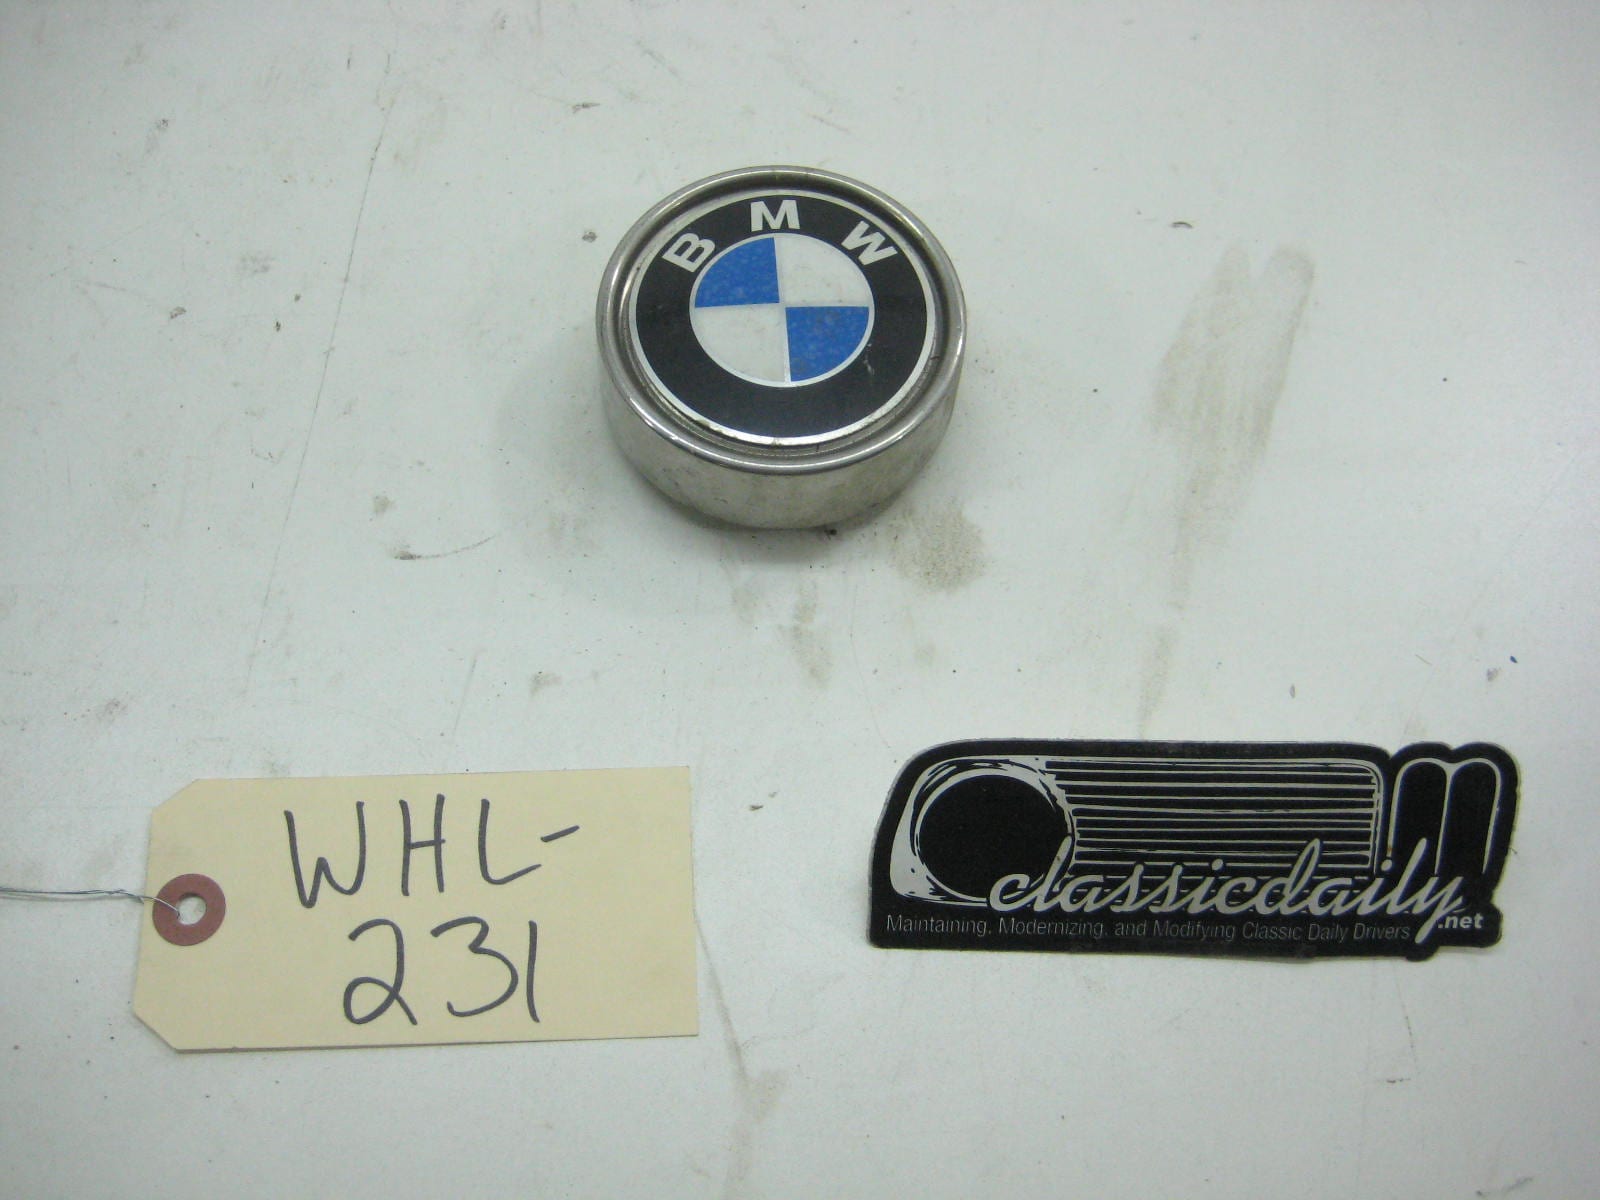 BMW
WHL-
231
classicdaily.net
Maintaining, Modernizing, and Modifying Classic Daily Drivers